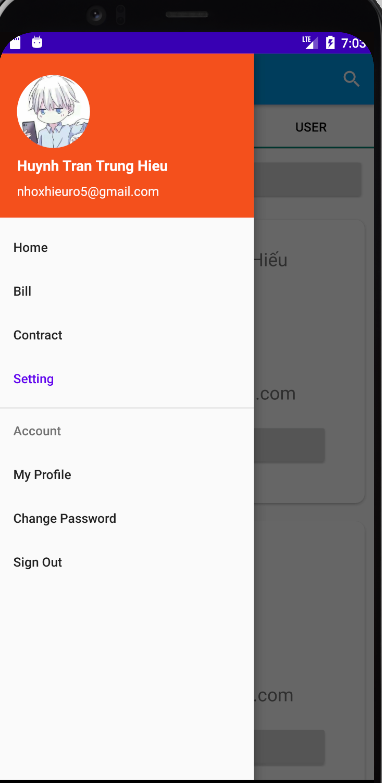 LTE 7:03
USER
Huynh Tran Trung Hieu
nhoxhieuro5@gmail.com
Home
Hiếu
Bill
Contract
Setting
.com
Account
My Profile
Change Password
Sign Out
.com